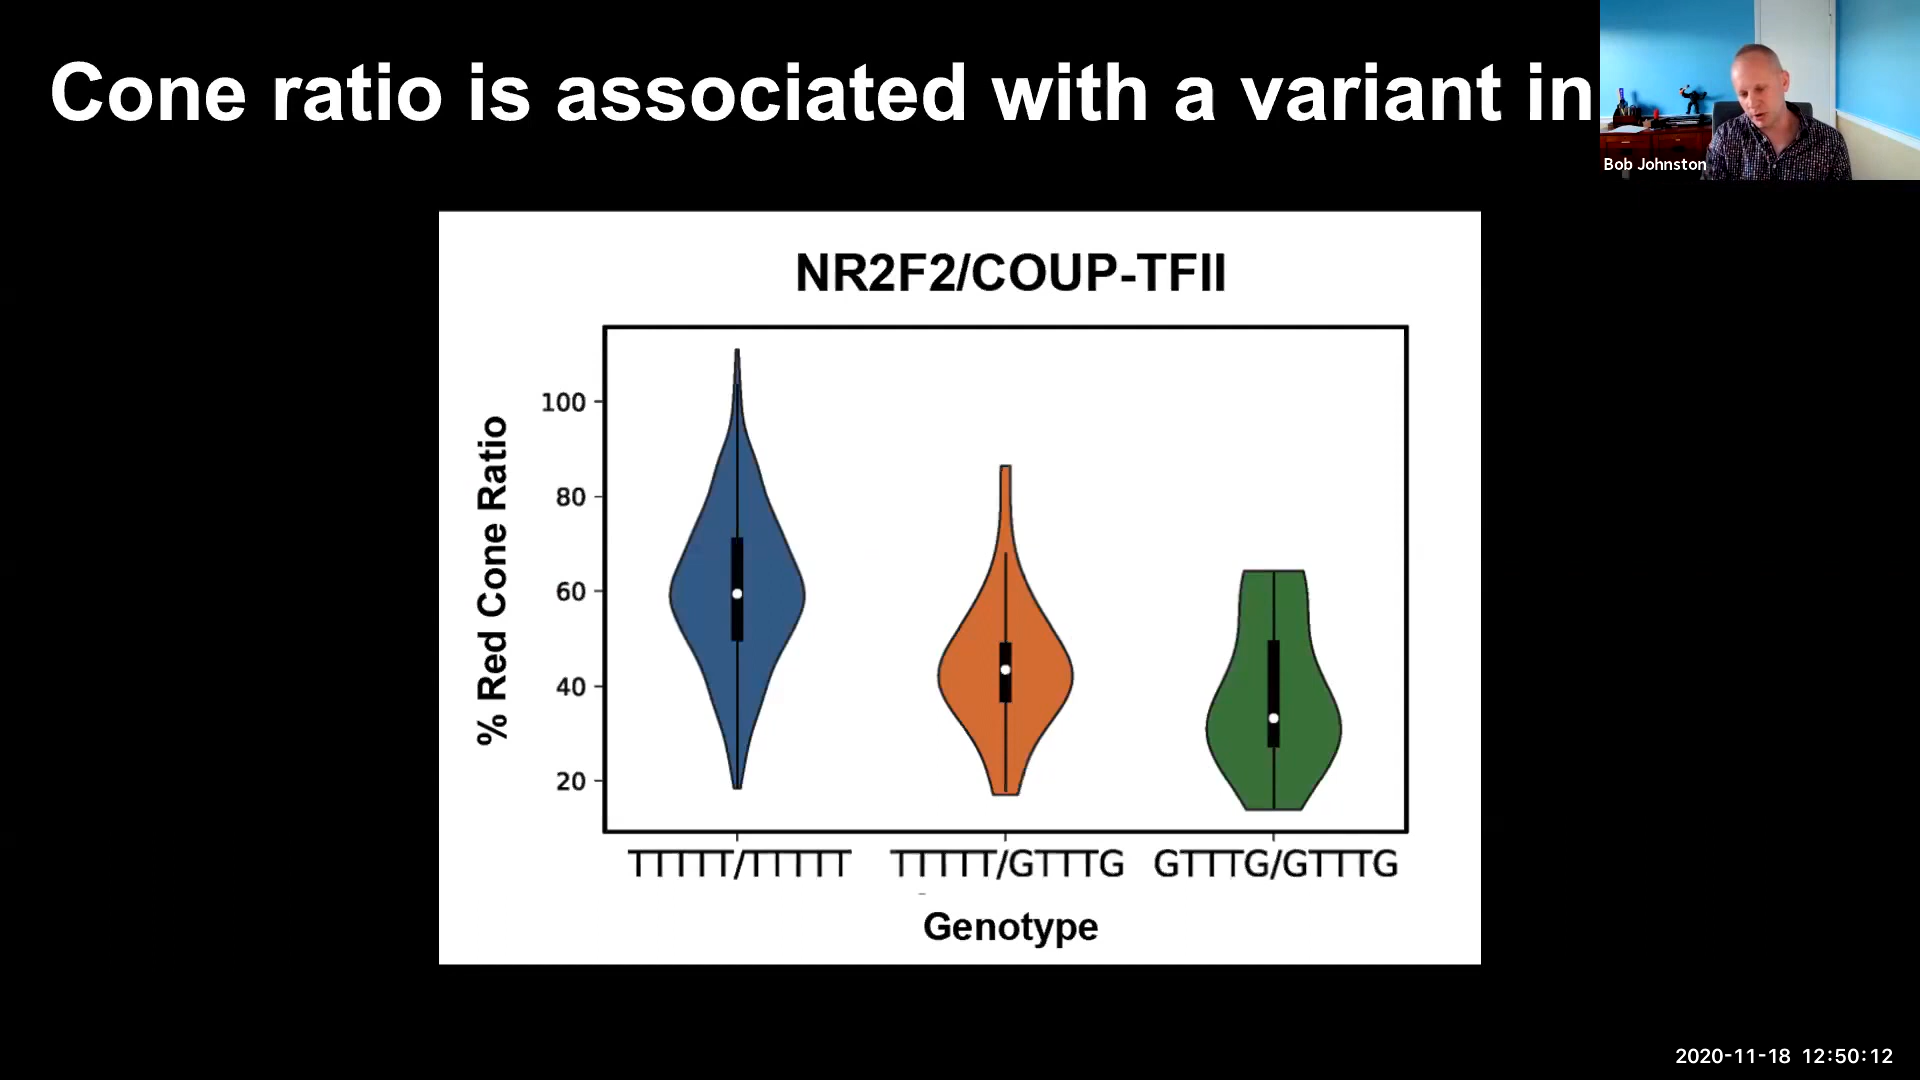 Cone ratio is associated with a variant in
Bob Johnston
NR2F2/COUP-TFII
% Red Cone Ratio
100
80
60
40
20
TTTTT/TTTTT TTTTT/GTTTG GTTTG/GTTTG
Genotype
2020-11-18 12:50:12